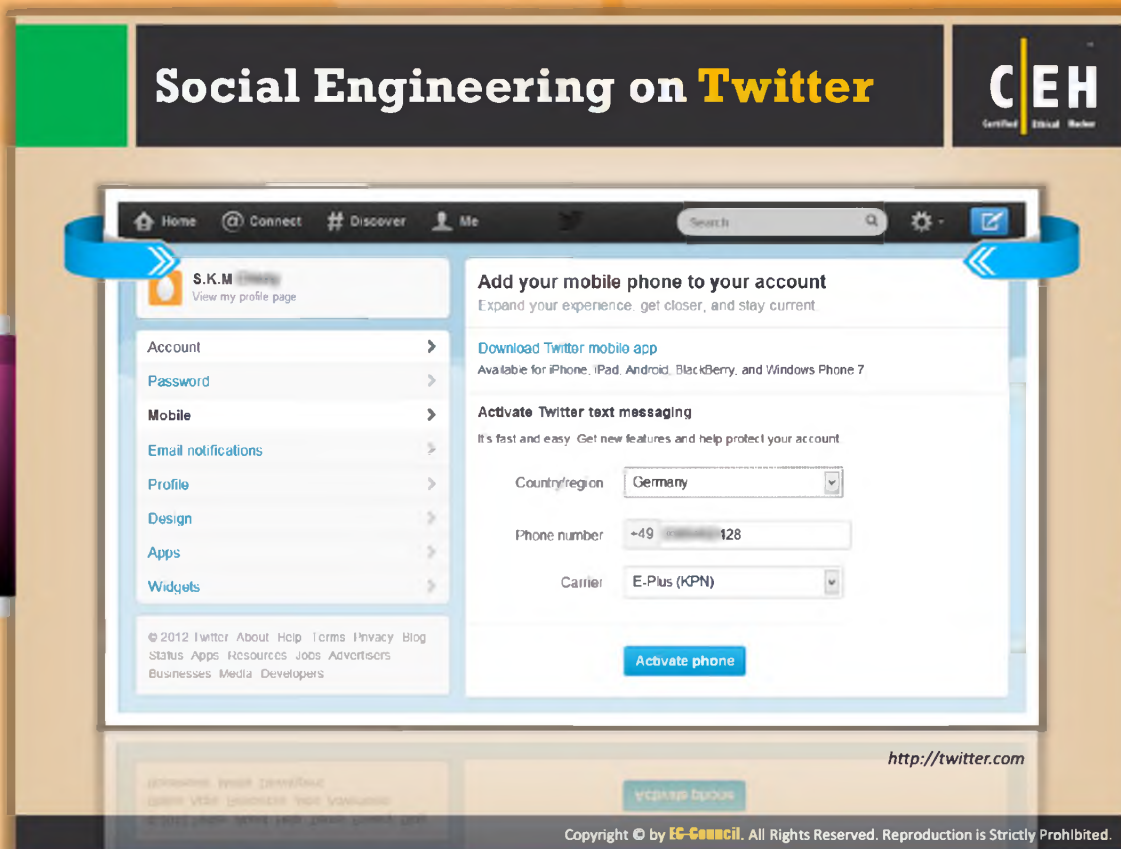 Social Engineering on Twitter
CEH
Certified Ethical Hacker
Home Connect Discover Me
Search
S.K.M
View my profile page
Account
Password
Mobile
Email notifications
Profile
Design
Apps
Widgets
© 2012 Twitter About Help Terms Privacy Blog
Status Apps Resources Jobs Advertisers
Businesses Media Developers
Add your mobile phone to your account
Expand your experience, get closer, and stay current
Download Twitter mobile app
Available for iPhone, iPad, Android, BlackBerry, and Windows Phone 7
Activate Twitter text messaging
It's fast and easy. Get new features and help protect your account.
Country/region Germany
Phone number +49 128
Carrier E-Plus (KPN)
Activate phone
http://twitter.com
Copyright © by EC-Council. All Rights Reserved. Reproduction is Strictly Prohibited.